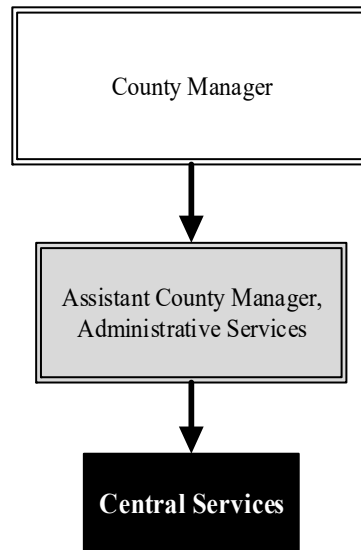 County Manager
Assistant County Manager,
Administrative Services
Central Services